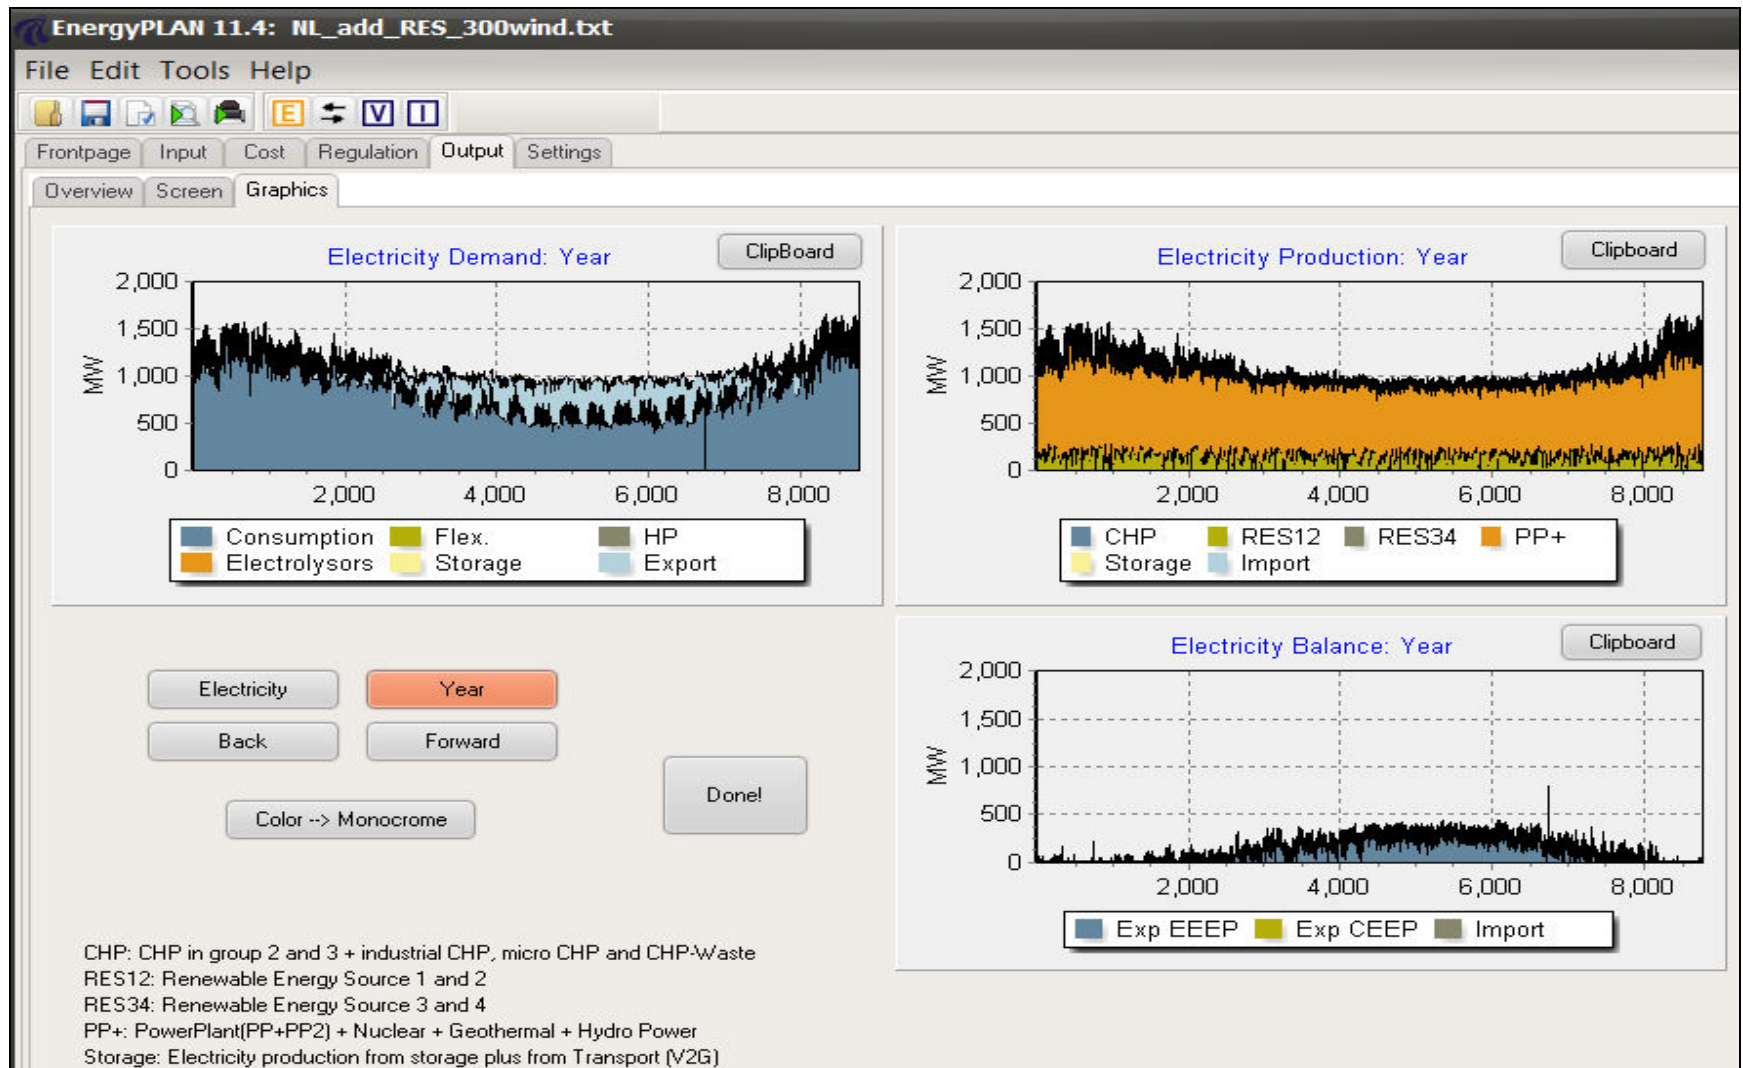 EnergyPLAN 11.4: NL_add_RES_300wind.txt
File Edit Tools Help
E V I
Frontpage Input Cost Regulation Output Settings
Overview Screen Graphics
Electricity Demand: Year ClipBoard
2,000
1,500
1,000
500
0
MW
2,000 4,000 6,000 8,000
Consumption Flex. HP
Electrolysors Storage Export
Electricity Production: Year Clipboard
2,000
1,500
1,000
500
0
MW
2,000 4,000 6,000 8,000
CHP RES12 RES34 PP+
Storage Import
Electricity Year
Back Forward
Color --> Monocrome
Done!
Electricity Balance: Year Clipboard
2,000
1,500
1,000
500
0
MW
2,000 4,000 6,000 8,000
Exp EEEP Exp CEEP Import
CHP: CHP in group 2 and 3 + industrial CHP, micro CHP and CHP-Waste
RES12: Renewable Energy Source 1 and 2
RES34: Renewable Energy Source 3 and 4
PP+: PowerPlant(PP+PP2) + Nuclear + Geothermal + Hydro Power
Storage: Electricity production from storage plus from Transport (V2G)